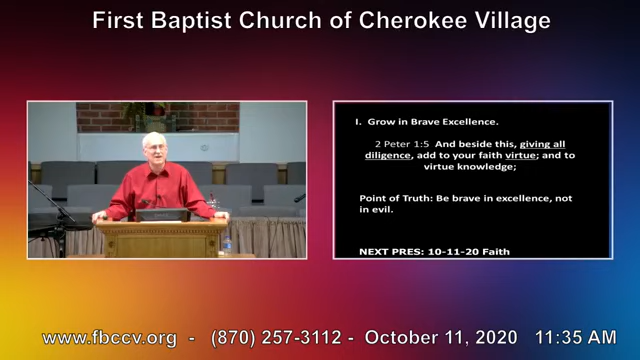 First Baptist Church of Cherokee Village
I. Grow in Brave Excellence.
2 Peter 1:5 And beside this, giving all
diligence, add to your faith virtue; and to
virtue knowledge;
Point of Truth: Be brave in excellence, not
in evil.
NEXT PRES: 10-11-20 Faith
www.fbccv.org - (870) 257-3112 - October 11, 2020 11:35 AM